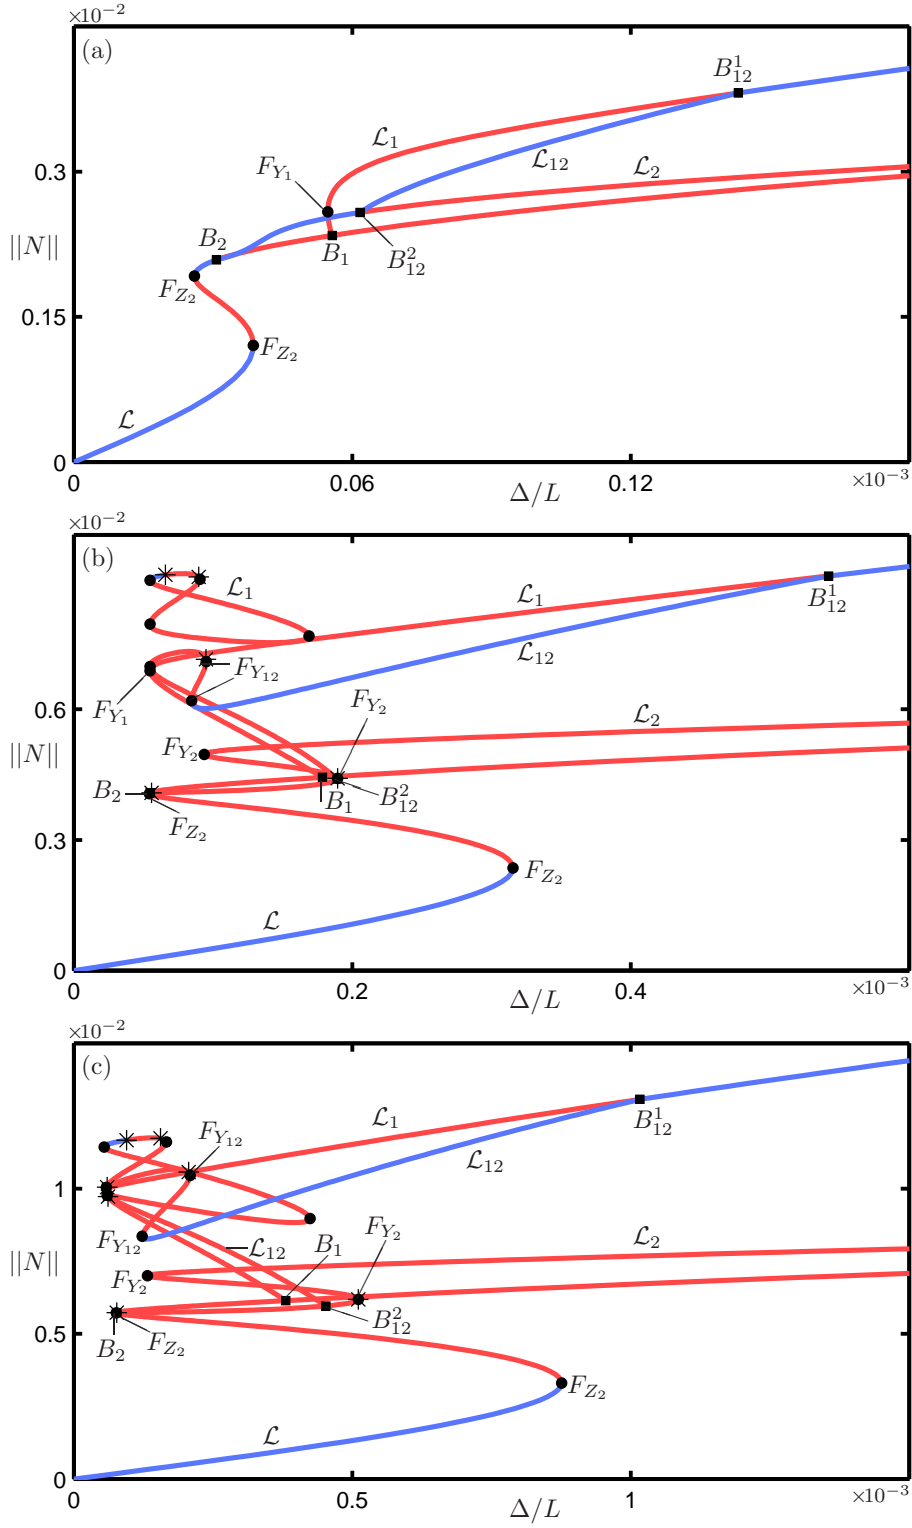 ×10⁻²
(a)
B¹₁₂
ℒ₁
0.3
F_{Y₁}
ℒ₁₂
ℒ₂
||N||
B₂
B₁
B²₁₂
F_{Z₂}
0.15
F_{Z₂}
ℒ
0
0
0.06
Δ/L
0.12
×10⁻³
×10⁻²
(b)
ℒ₁
ℒ₁
B¹₁₂
ℒ₁₂
F_{Y₁₂}
F_{Y₁}
0.6
F_{Y₂}
ℒ₂
||N||
F_{Y₂}
B₂
B₁
B²₁₂
F_{Z₂}
0.3
F_{Z₂}
ℒ
0
0
0.2
Δ/L
0.4
×10⁻³
×10⁻²
(c)
ℒ₁
B¹₁₂
F_{Y₁₂}
ℒ₁₂
1
F_{Y₁₂}
ℒ₁₂
B₁
F_{Y₂}
ℒ₂
||N||
F_{Y₂}
B²₁₂
B₂
F_{Z₂}
0.5
F_{Z₂}
ℒ
0
0
0.5
Δ/L
1
×10⁻³